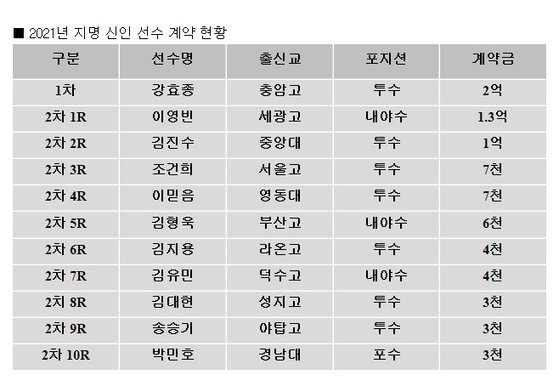 ■ 2021년 지명 신인 선수 계약 현황
구분 선수명 출신교 포지션 계약금
1차 강효종 충암고 투수 2억
2차 1R 이영빈 세광고 내야수 1.3억
2차 2R 김진수 중앙대 투수 1억
2차 3R 조건희 서울고 투수 7천
2차 4R 이믿음 영동대 투수 7천
2차 5R 김형욱 부산고 내야수 6천
2차 6R 김지용 라온고 투수 4천
2차 7R 김유민 덕수고 내야수 4천
2차 8R 김대현 성지고 투수 3천
2차 9R 송승기 야탑고 투수 3천
2차 10R 박민호 경남대 포수 3천